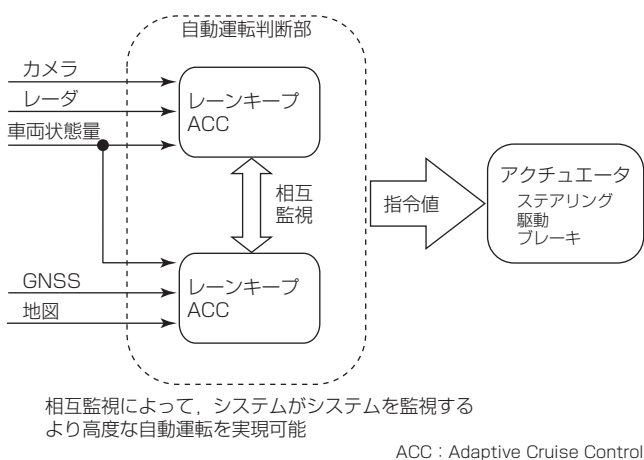 自動運転判断部
カメラ
レーダ
車両状態量
レーンキープ
ACC
相互
監視
指令値
アクチュエータ
ステアリング
駆動
ブレーキ
GNSS
地図
レーンキープ
ACC
相互監視によって，システムがシステムを監視する
より高度な自動運転を実現可能
ACC：Adaptive Cruise Control